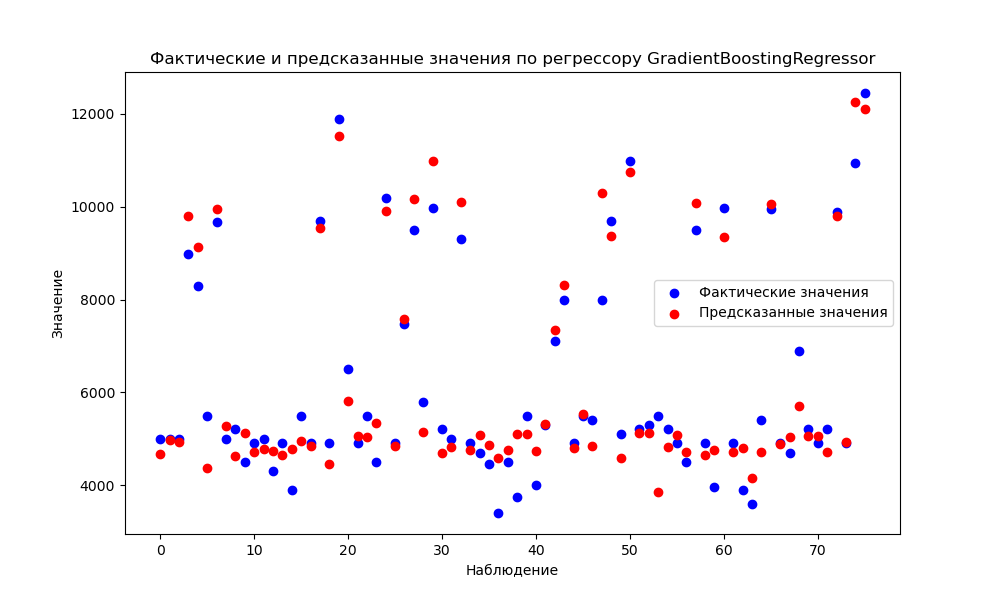 Фактические и предсказанные значения по регрессору GradientBoostingRegressor
12000
10000
8000
6000
4000
Значение
Фактические значения
Предсказанные значения
0 10 20 30 40 50 60 70
Наблюдение